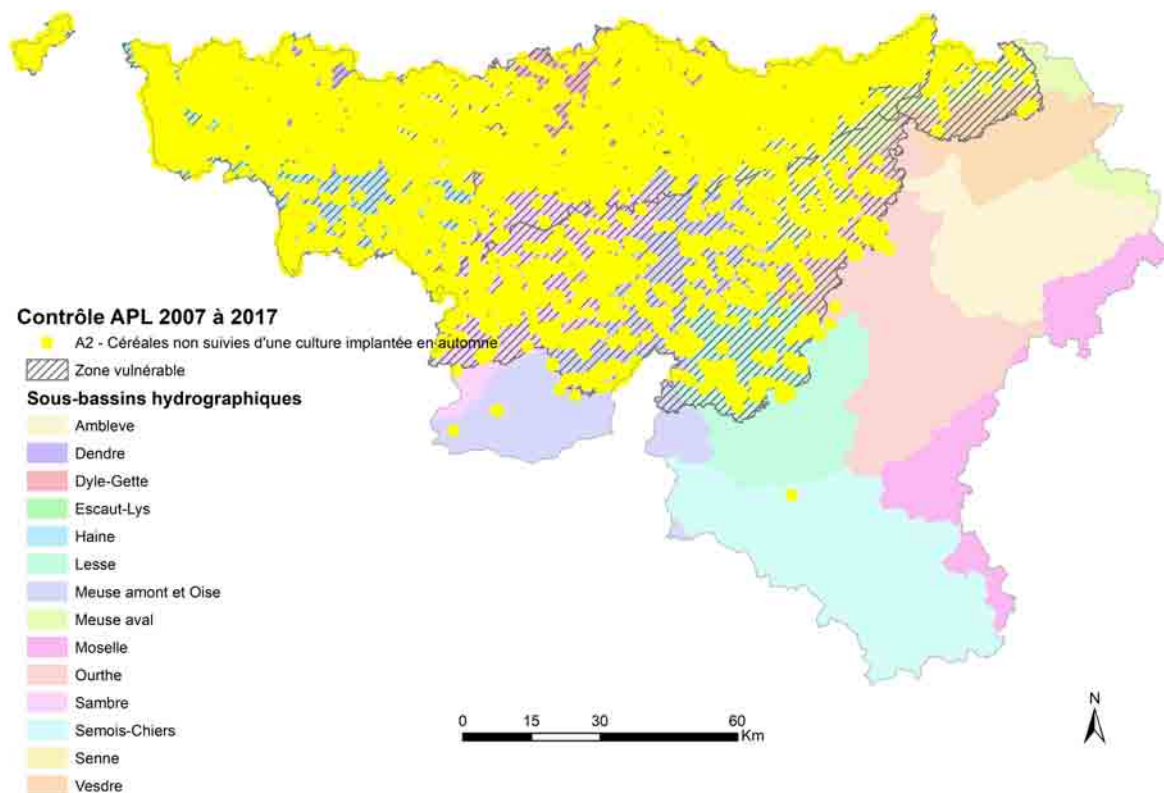 Contrôle APL 2007 à 2017
A2 - Céréales non suivies d'une culture implantée en automne
Zone vulnérable
Sous-bassins hydrographiques
Ambleve
Dendre
Dyle-Gette
Escaut-Lys
Haine
Lesse
Meuse amont et Oise
Meuse aval
Moselle
Ourthe
Sambre
Semois-Chiers
Senne
Vesdre
0 15 30 60
Km
N